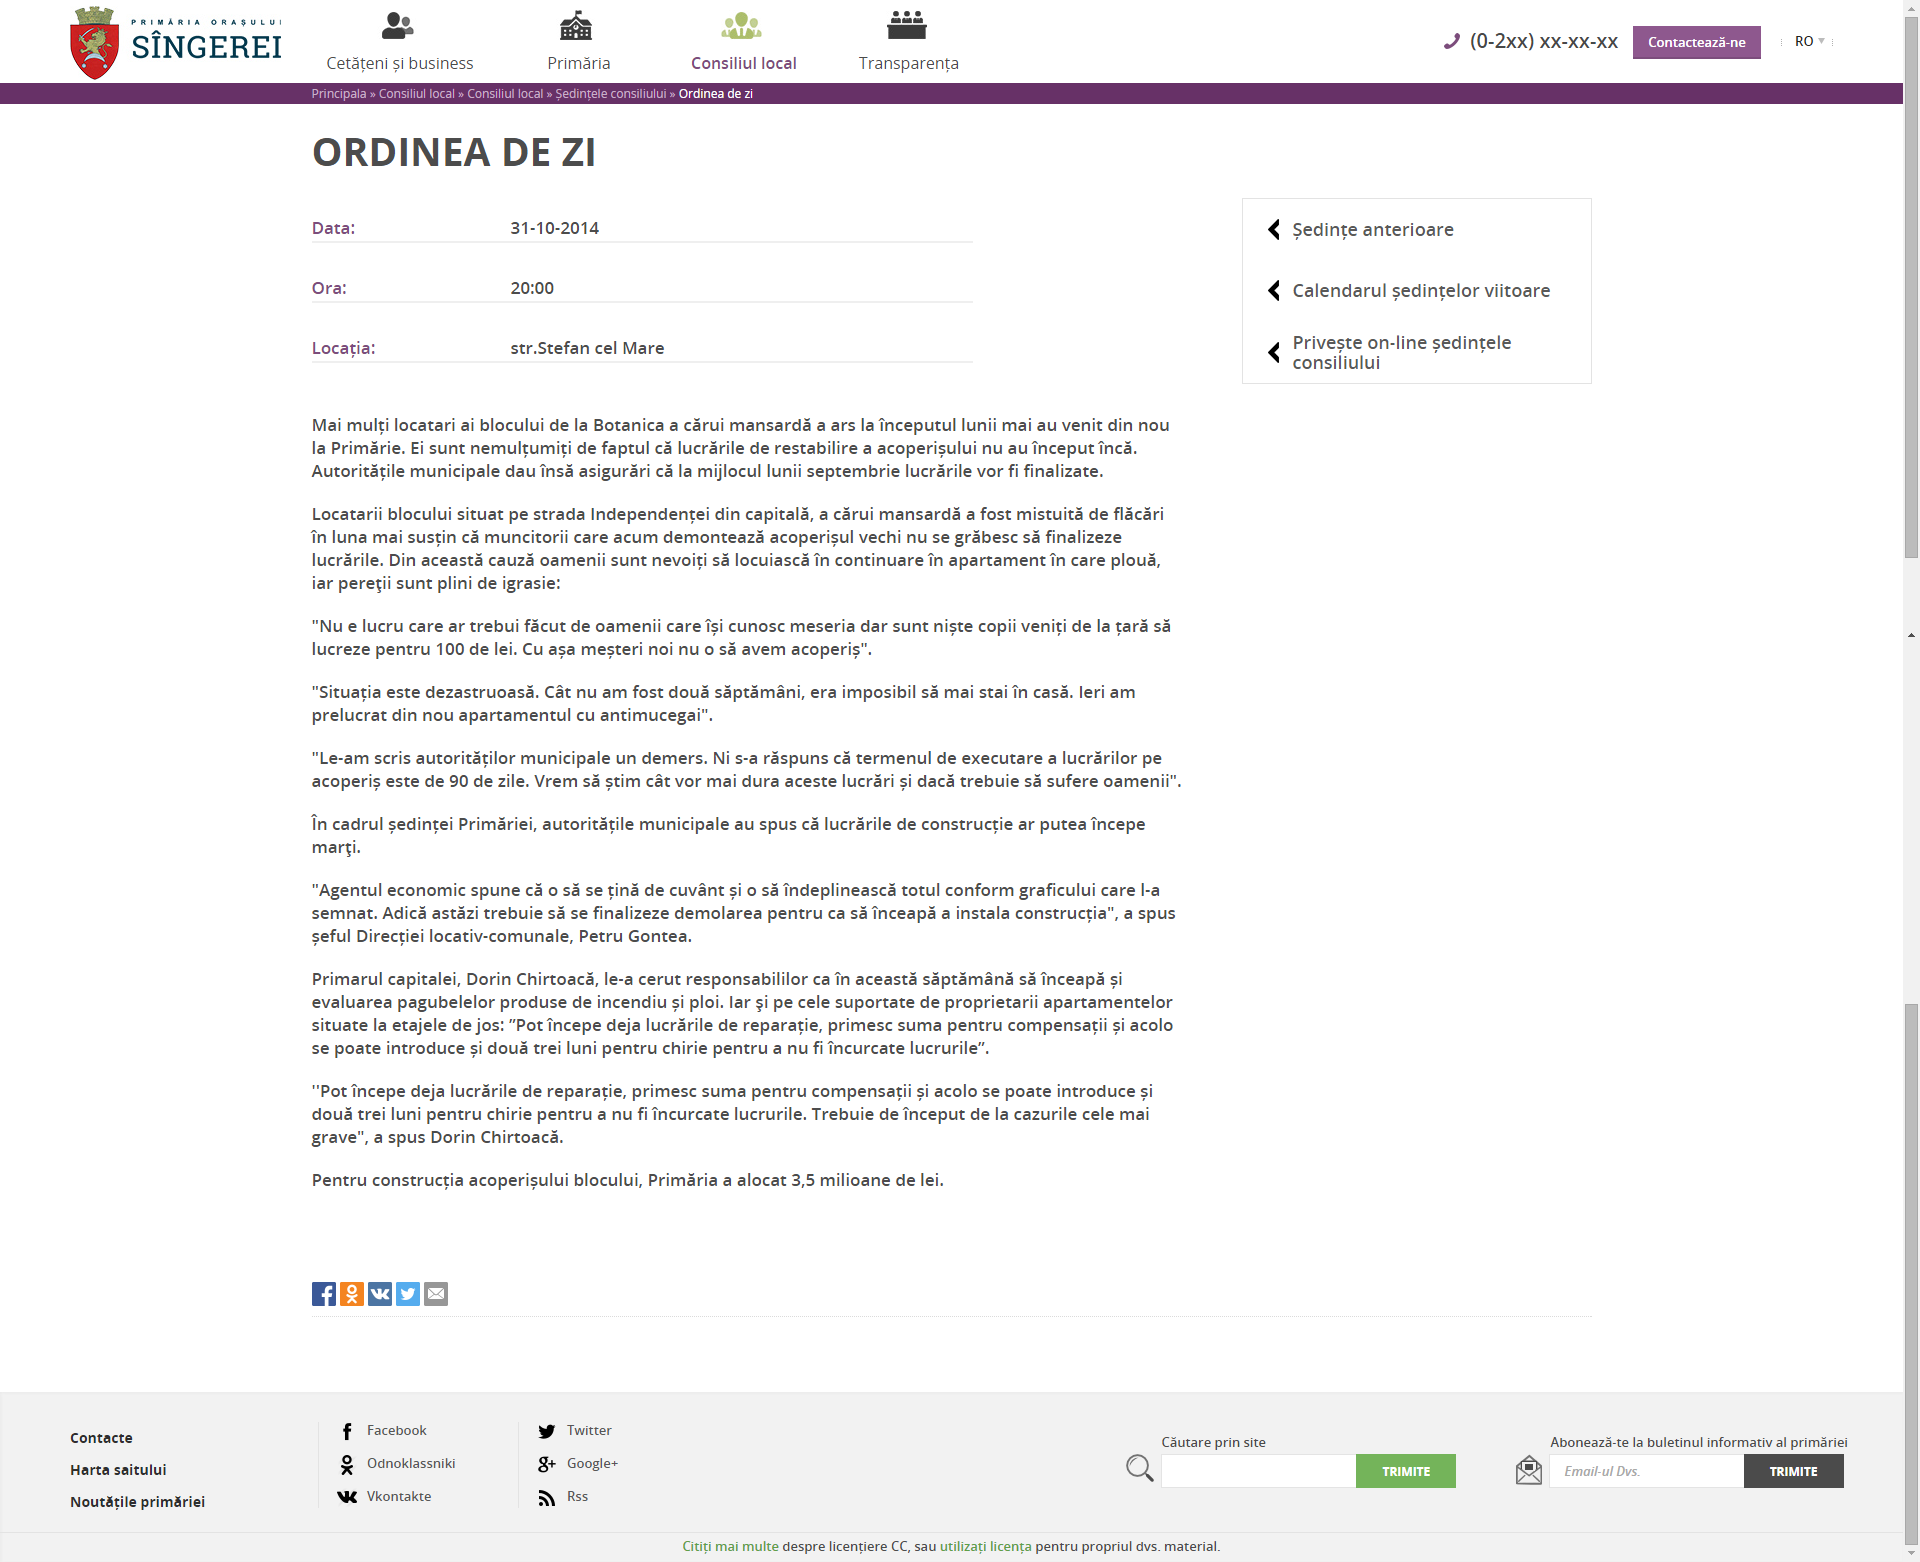 PRIMĂRIA ORAȘULUI
SÎNGEREI
Cetățeni și business
Primăria
Consiliul local
Transparența
(0-2xx) xx-xx-xx
Contactează-ne
RO
Principala » Consiliul local » Consiliul local » Ședințele consiliului » Ordinea de zi
ORDINEA DE ZI
Data: 31-10-2014
Ora: 20:00
Locația: str.Stefan cel Mare
Ședințe anterioare
Calendarul ședințelor viitoare
Privește on-line ședințele
consiliului
Mai mulți locatari ai blocului de la Botanica a cărui mansardă a ars la începutul lunii mai au venit din nou
la Primărie. Ei sunt nemulțumiți de faptul că lucrările de restabilire a acoperișului nu au început încă.
Autoritățile municipale dau însă asigurări că la mijlocul lunii septembrie lucrările vor fi finalizate.
Locatarii blocului situat pe strada Independenței din capitală, a cărui mansardă a fost mistuită de flăcări
în luna mai susțin că muncitorii care acum demontează acoperișul vechi nu se grăbesc să finalizeze
lucrările. Din această cauză oamenii sunt nevoiți să locuiască în continuare în apartament în care plouă,
iar pereţii sunt plini de igrasie:
"Nu e lucru care ar trebui făcut de oamenii care își cunosc meseria dar sunt niște copii veniți de la țară să
lucreze pentru 100 de lei. Cu așa meșteri noi nu o să avem acoperiș".
"Situația este dezastruoasă. Cât nu am fost două săptămâni, era imposibil să mai stai în casă. Ieri am
prelucrat din nou apartamentul cu antimucegai".
"Le-am scris autorităților municipale un demers. Ni s-a răspuns că termenul de executare a lucrărilor pe
acoperiș este de 90 de zile. Vrem să știm cât vor mai dura aceste lucrări și dacă trebuie să sufere oamenii".
În cadrul ședinței Primăriei, autoritățile municipale au spus că lucrările de construcție ar putea începe
marţi.
"Agentul economic spune că o să se țină de cuvânt și o să îndeplinească totul conform graficului care l-a
semnat. Adică astăzi trebuie să se finalizeze demolarea pentru ca să înceapă a instala construcția", a spus
șeful Direcției locativ-comunale, Petru Gontea.
Primarul capitalei, Dorin Chirtoacă, le-a cerut responsabililor ca în această săptămână să înceapă și
evaluarea pagubelelor produse de incendiu și ploi. Iar şi pe cele suportate de proprietarii apartamentelor
situate la etajele de jos: ”Pot începe deja lucrările de reparație, primesc suma pentru compensații și acolo
se poate introduce și două trei luni pentru chirie pentru a nu fi încurcate lucrurile”.
''Pot începe deja lucrările de reparație, primesc suma pentru compensații și acolo se poate introduce și
două trei luni pentru chirie pentru a nu fi încurcate lucrurile. Trebuie de început de la cazurile cele mai
grave", a spus Dorin Chirtoacă.
Pentru construcția acoperișului blocului, Primăria a alocat 3,5 milioane de lei.
Contacte
Harta saitului
Noutățile primăriei
Facebook
Odnoklassniki
Vkontakte
Twitter
Google+
Rss
Căutare prin site
TRIMITE
Abonează-te la buletinul informativ al primăriei
Email-ul Dvs.
TRIMITE
Citiți mai multe despre licențiere CC, sau utilizați licența pentru propriul dvs. material.